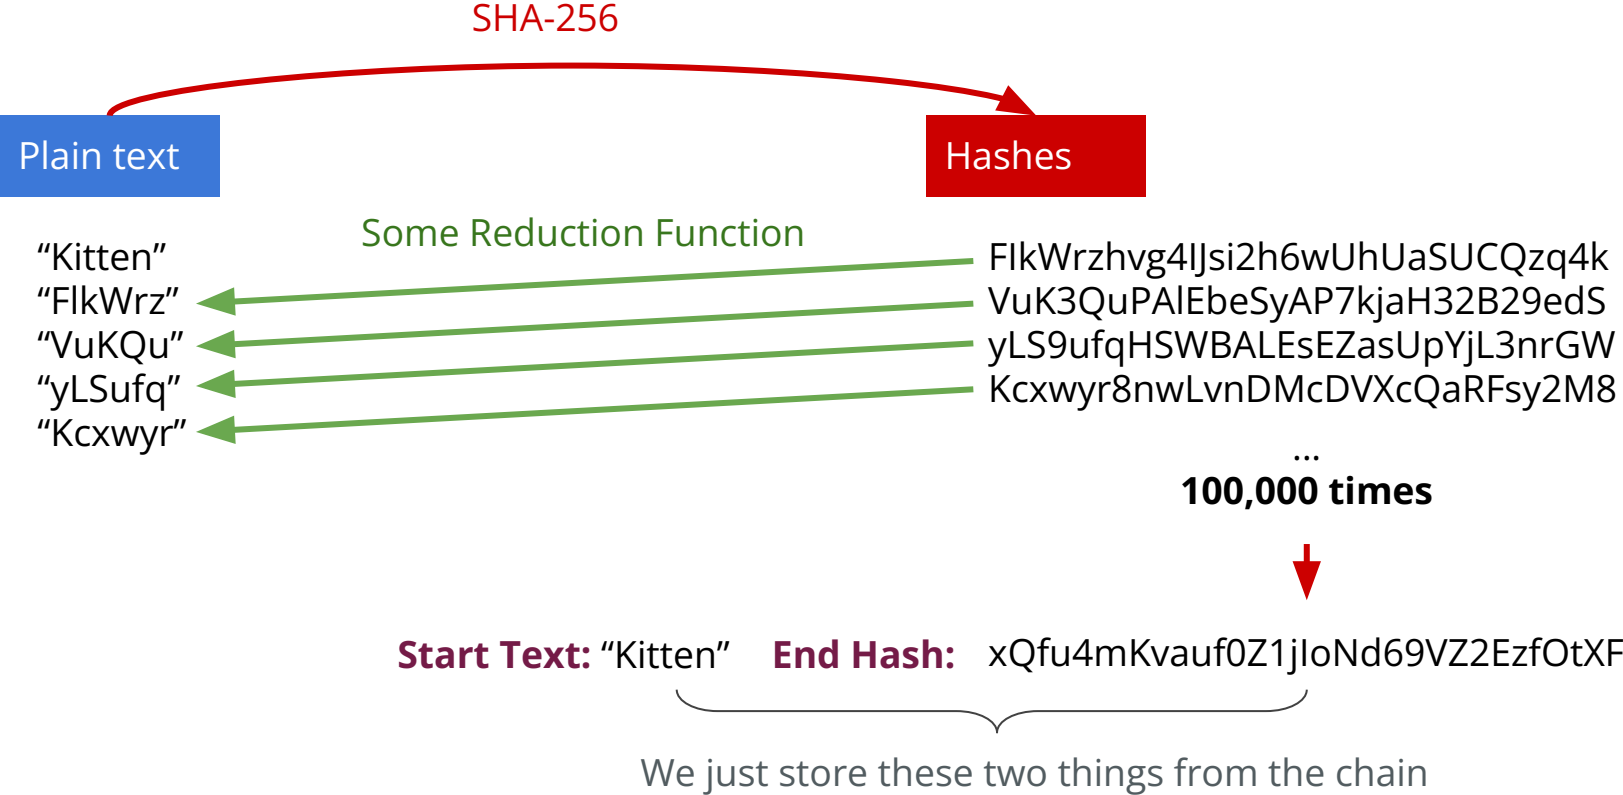 SHA-256
Plain text
Hashes
Some Reduction Function
“Kitten”
“FlkWrz”
“VuKQu”
“yLSufq”
“Kcxwyr”
FIkWrzhvg4IJsi2h6wUhUaSUCQzq4k
VuK3QuPAlEbeSyAP7kjaH32B29edS
yLS9ufqHSWBALEsEZasUpYjL3nrGW
Kcxwyr8nwLvnDMcDVXcQaRFsy2M8
...
100,000 times
Start Text: “Kitten” End Hash: xQfu4mKvauf0Z1jIoNd69VZ2EzfOtXF
We just store these two things from the chain